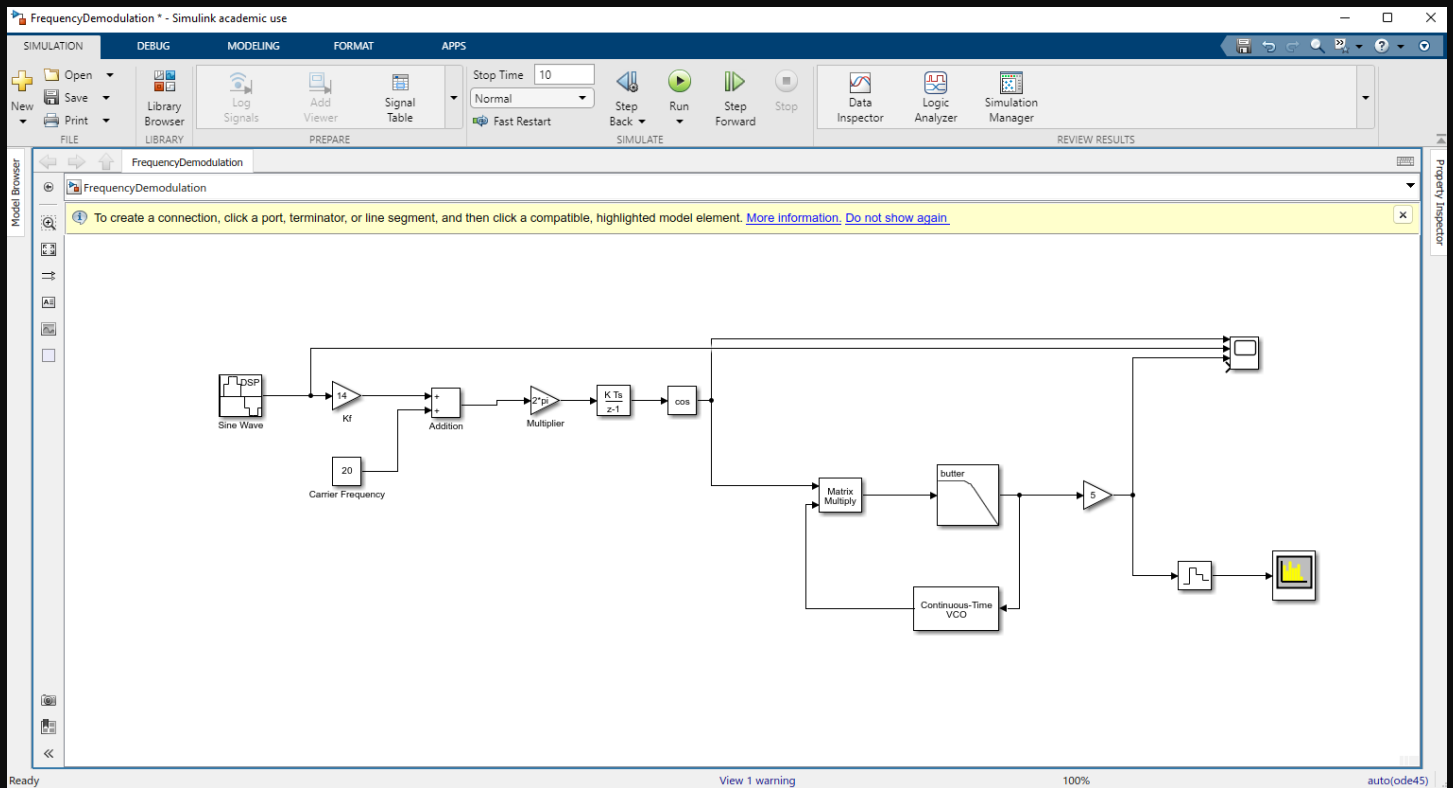 FrequencyDemodulation * - Simulink academic use
SIMULATION DEBUG MODELING FORMAT APPS
New
Open
Save
Print
FILE
Library
Browser
LIBRARY
Log
Signals
Add
Viewer
Signal
Table
PREPARE
Stop Time 10
Normal
Fast Restart
Step
Back
Run
Step
Forward
Stop
SIMULATE
Data
Inspector
Logic
Analyzer
Simulation
Manager
REVIEW RESULTS
Model Browser
FrequencyDemodulation
FrequencyDemodulation
Property Inspector
To create a connection, click a port, terminator, or line segment, and then click a compatible, highlighted model element. More information. Do not show again
DSP
Sine Wave
14
Kf
20
Carrier Frequency
+
+
Addition
2*pi
Multiplier
K Ts
z-1
cos
Matrix
Multiply
butter
5
Continuous-Time
VCO
Ready View 1 warning 100% auto(ode45)